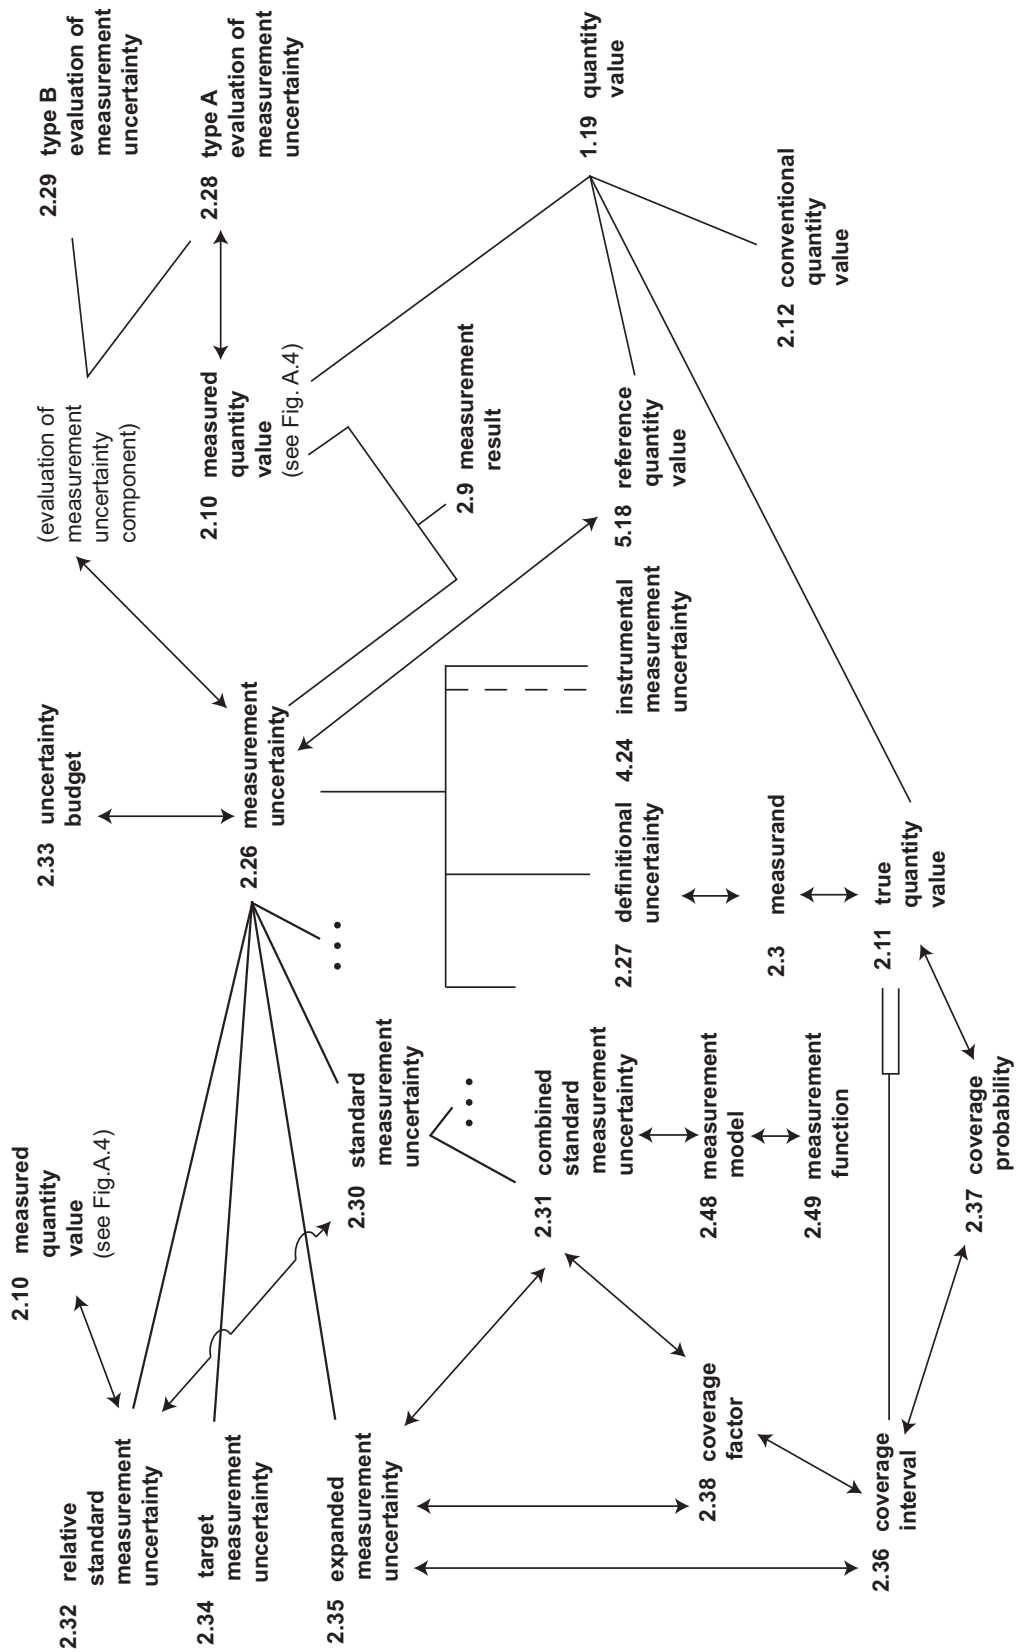 2.32 relative
standard
measurement
uncertainty
2.10 measured
quantity
value
(see Fig.A.4)
2.33 uncertainty
budget
(evaluation of
measurement
uncertainty
component)
2.29 type B
evaluation of
measurement
uncertainty
2.34 target
measurement
uncertainty
2.26 measurement
uncertainty
2.10 measured
quantity
value
(see Fig. A.4)
2.28 type A
evaluation of
measurement
uncertainty
2.35 expanded
measurement
uncertainty
2.30 standard
measurement
uncertainty
2.9 measurement
result
2.31 combined
standard
measurement
uncertainty
2.27 definitional
uncertainty
4.24 instrumental
measurement
uncertainty
5.18 reference
quantity
value
1.19 quantity
value
2.38 coverage
factor
2.48 measurement
model
2.3 measurand
2.12 conventional
quantity
value
2.49 measurement
function
2.36 coverage
interval
2.11 true
quantity
value
2.37 coverage
probability